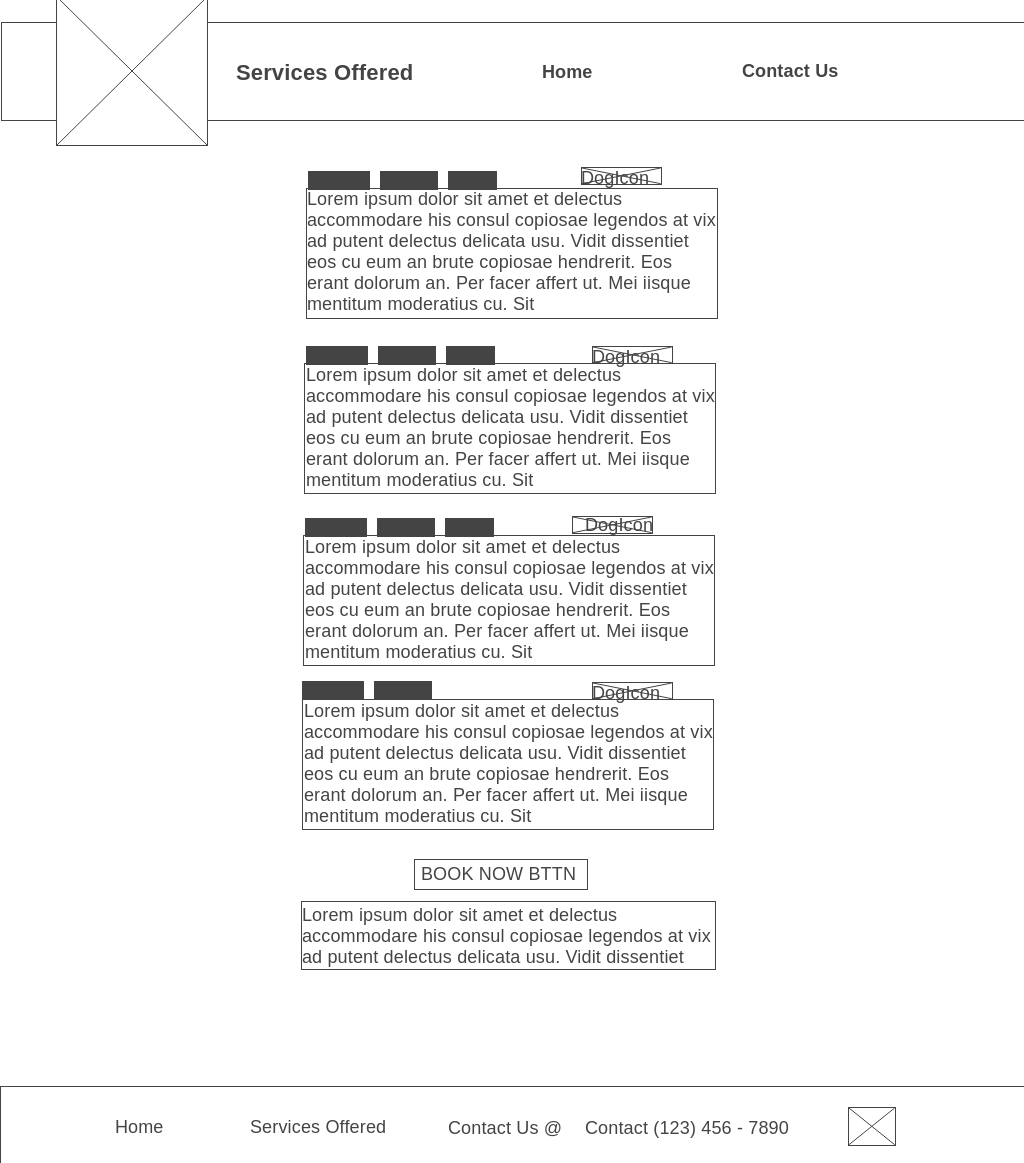 Services Offered
Home
Contact Us
DogIcon
Lorem ipsum dolor sit amet et delectus
accommodare his consul copiosae legendos at vix
ad putent delectus delicata usu. Vidit dissentiet
eos cu eum an brute copiosae hendrerit. Eos
erant dolorum an. Per facer affert ut. Mei iisque
mentitum moderatius cu. Sit
DogIcon
Lorem ipsum dolor sit amet et delectus
accommodare his consul copiosae legendos at vix
ad putent delectus delicata usu. Vidit dissentiet
eos cu eum an brute copiosae hendrerit. Eos
erant dolorum an. Per facer affert ut. Mei iisque
mentitum moderatius cu. Sit
DogIcon
Lorem ipsum dolor sit amet et delectus
accommodare his consul copiosae legendos at vix
ad putent delectus delicata usu. Vidit dissentiet
eos cu eum an brute copiosae hendrerit. Eos
erant dolorum an. Per facer affert ut. Mei iisque
mentitum moderatius cu. Sit
DogIcon
Lorem ipsum dolor sit amet et delectus
accommodare his consul copiosae legendos at vix
ad putent delectus delicata usu. Vidit dissentiet
eos cu eum an brute copiosae hendrerit. Eos
erant dolorum an. Per facer affert ut. Mei iisque
mentitum moderatius cu. Sit
BOOK NOW BTTN
Lorem ipsum dolor sit amet et delectus
accommodare his consul copiosae legendos at vix
ad putent delectus delicata usu. Vidit dissentiet
Home
Services Offered
Contact Us @
Contact (123) 456 - 7890